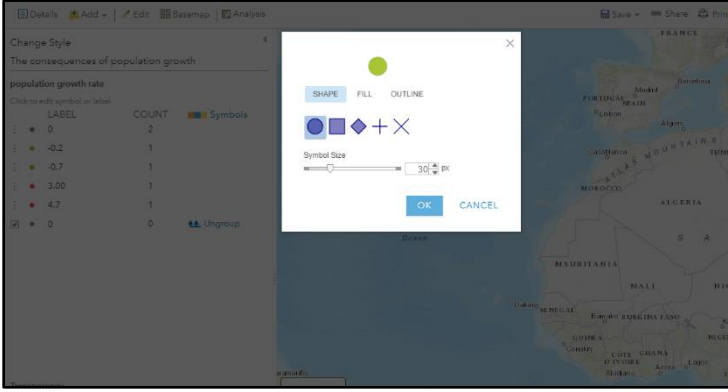 Details Add Edit Basemap Analysis Save Share Print
Change Style
The consequences of population growth
population growth rate
Click to edit symbol or label.
LABEL COUNT Symbols
0 2
-0.2 1
-0.7 1
3.00 1
4.7 1
0 0 Ungroup
SHAPE FILL OUTLINE
Symbol Size
30 px
OK CANCEL
FRANCE
Barcelona
Madrid
PORTUGAL SPAIN
Lisbon
Algiers
Casablanca
ATLAS MOUNTAINS
MOROCCO
ALGERIA
Ocean
S A
MAURITANIA
MALI
Dakar SENEGAL
Bamako BURKINA FASO
GUINEA
Conakry
COTE D'IVOIRE GHANA
Accra Lagos
Abidjan